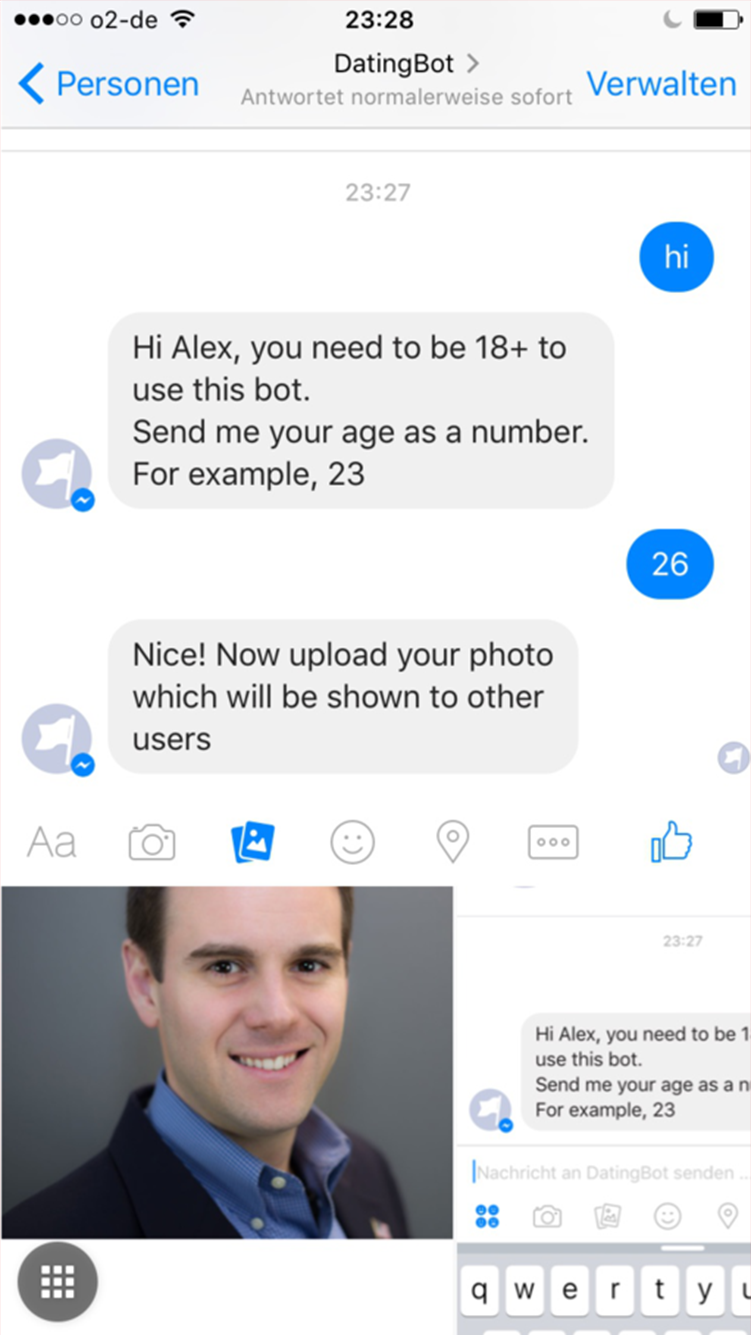 o2-de 23:28
Personen
DatingBot
Antwortet normalerweise sofort
Verwalten
23:27
hi
Hi Alex, you need to be 18+ to
use this bot.
Send me your age as a number.
For example, 23
26
Nice! Now upload your photo
which will be shown to other
users
Aa
23:27
Hi Alex, you need to be 1
use this bot.
Send me your age as a
For example, 23
Nachricht an DatingBot senden ...
q w e r t y